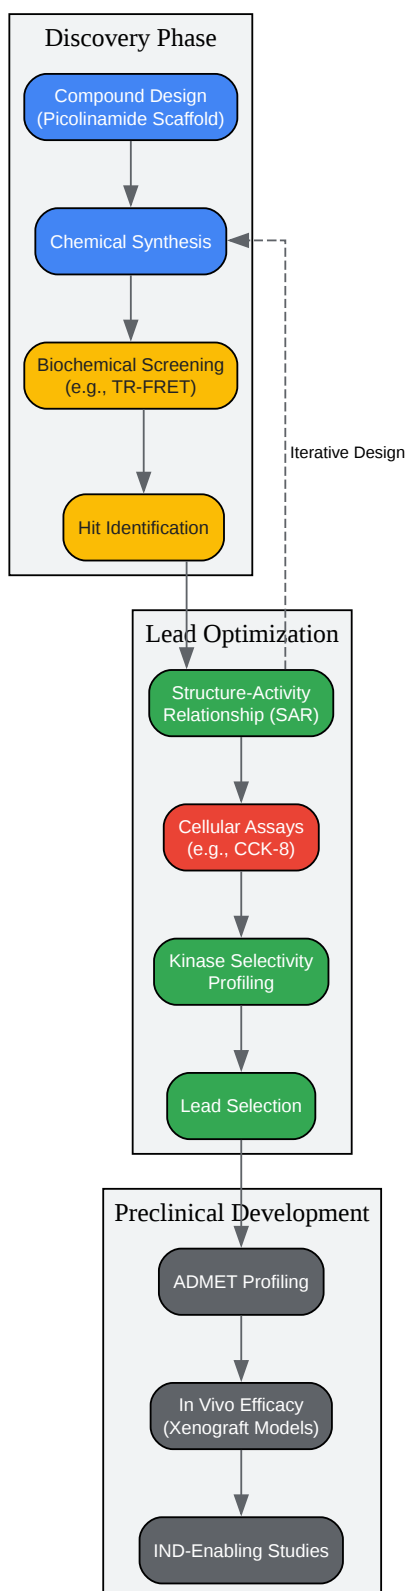 Discovery Phase
Compound Design
(Picolinamide Scaffold)
Chemical Synthesis
Biochemical Screening
(e.g., TR-FRET)
Iterative Design
Hit Identification
Lead Optimization
Structure-Activity
Relationship (SAR)
Cellular Assays
(e.g., CCK-8)
Kinase Selectivity
Profiling
Lead Selection
Preclinical Development
ADMET Profiling
In Vivo Efficacy
(Xenograft Models)
IND-Enabling Studies